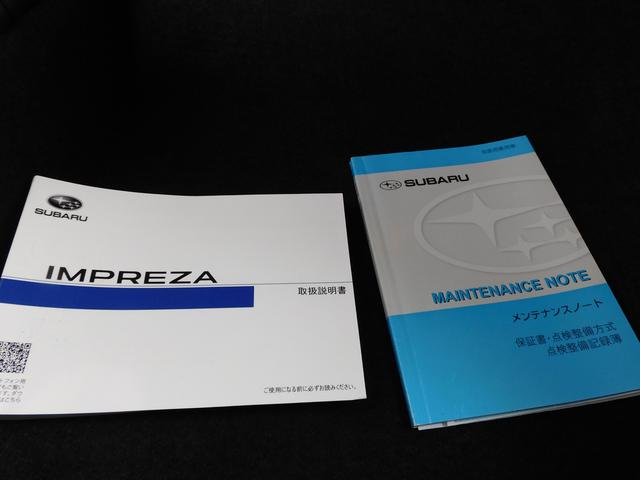 SUBARU
IMPREZA
取扱説明書
ご使用になる前に必ずお読みください。
SUBARU
MAINTENANCE NOTE
メンテナンスノート
保証書・点検整備方式
点検整備記録簿